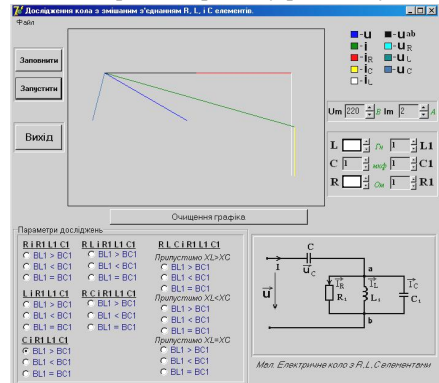 Дослідження кола з змішаним з'єднанням R, L, і C елементів.
Файл
Заповнити
Запустити
Вихід
-u
-i
-iR
-iC
-iL
-uab
-uR
-uL
-uC
Um 220 В Im 2 А
L Гн 1 L1
C 1 мкф 1 C1
R Ом 1 R1
Очищення графіка
Параметри досліджень
R i R1 L1 C1
BL1 > BC1
BL1 < BC1
BL1 = BC1
L i R1 L1 C1
BL1 > BC1
BL1 < BC1
BL1 = BC1
C i R1 L1 C1
BL1 > BC1
BL1 < BC1
BL1 = BC1
R L i R1 L1 C1
BL1 > BC1
BL1 < BC1
BL1 = BC1
R C i R1 L1 C1
BL1 > BC1
BL1 < BC1
BL1 = BC1
R L C i R1 L1 C1
Припустимо XL>XC
BL1 > BC1
BL1 < BC1
BL1 = BC1
Припустимо XL<XC
BL1 > BC1
BL1 < BC1
BL1 = BC1
Припустимо XL=XC
BL1 > BC1
BL1 < BC1
BL1 = BC1
C
I
uC
a
u
IR
IL
IC
R1
L1
C1
b
Мал. Електричне коло з R.L.C елементами